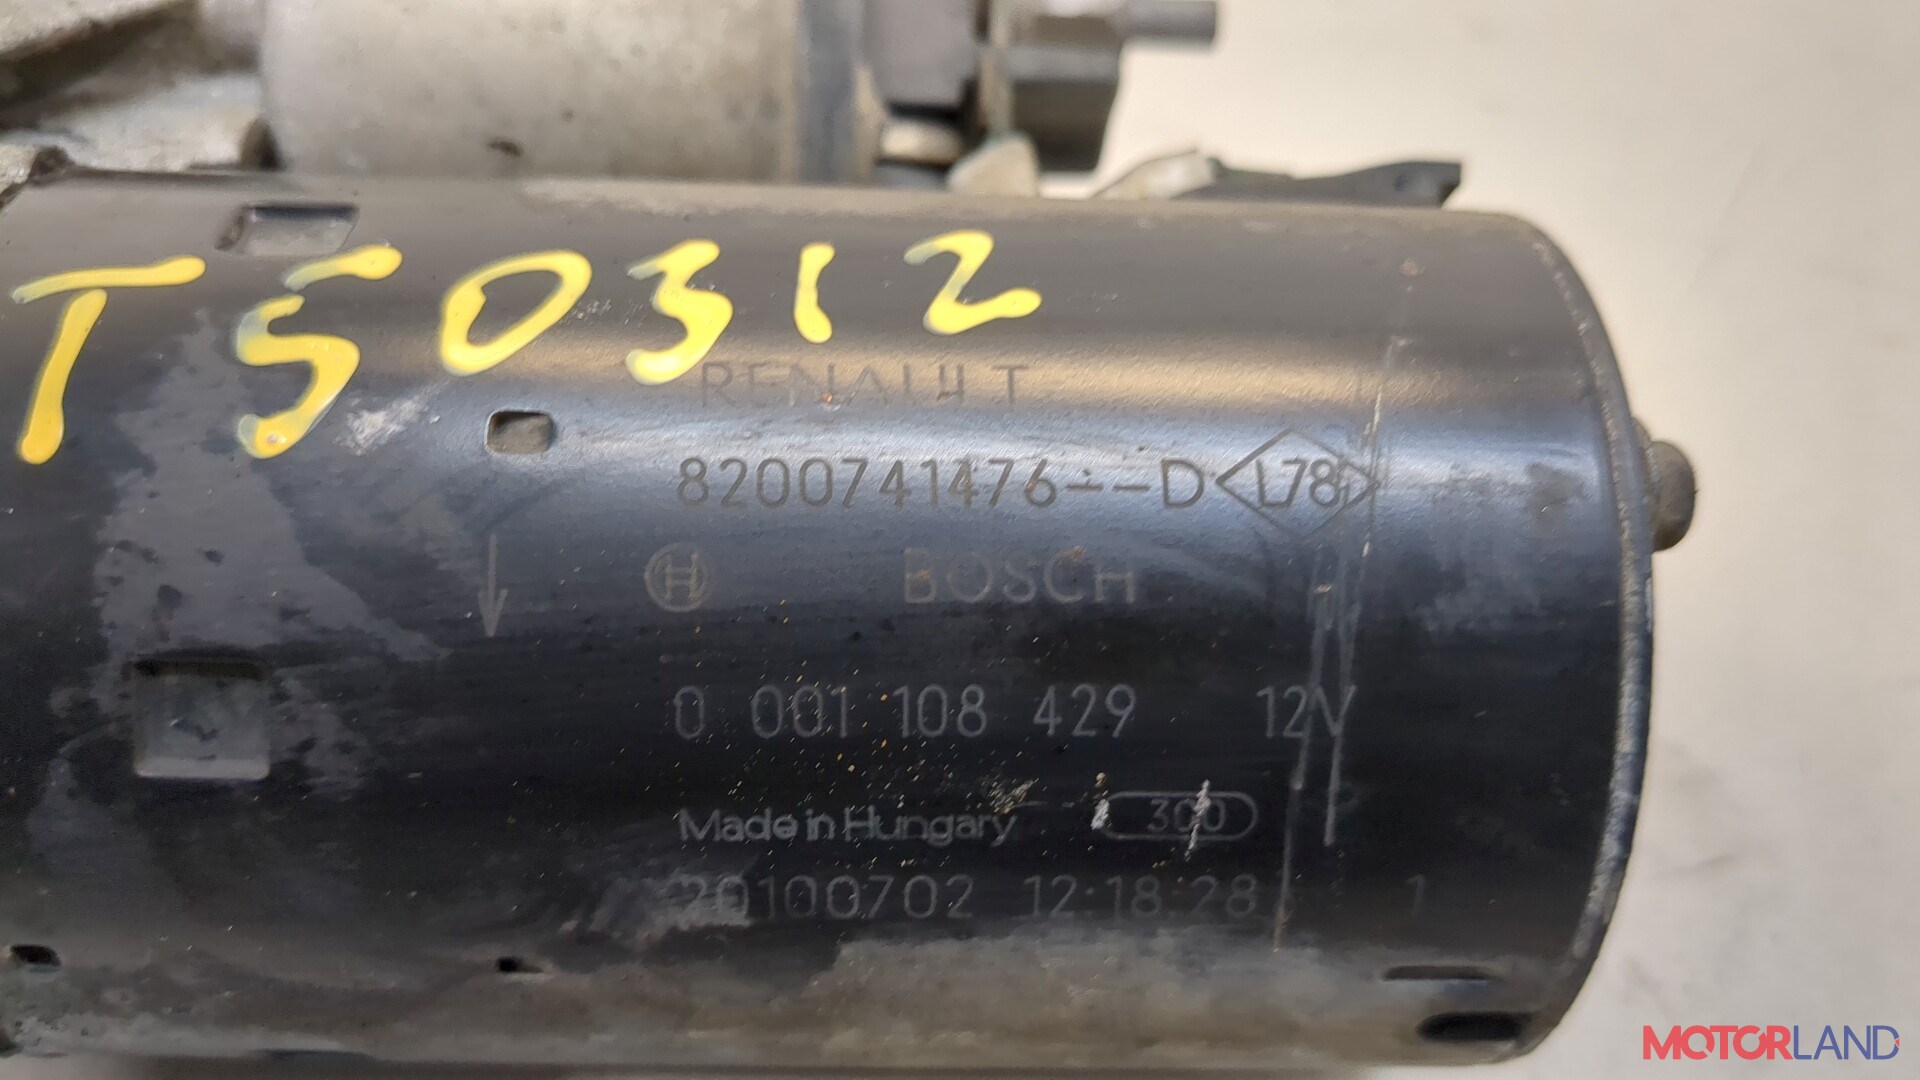 T50312
RENAULT
8200741476--D L78
H BOSCH
0 001 108 429 12V
Made in Hungary 300
20100702 12:18:28 1
MOTORLAND